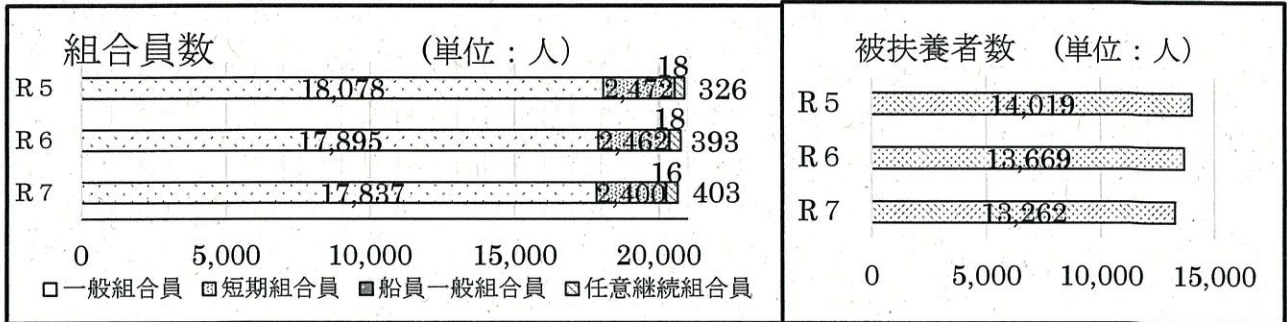 組合員数 (単位：人)
18
R5 18,078 2,472 326
18
R6 17,895 2,462 393
16
R7 17,837 2,400 403
0 5,000 10,000 15,000 20,000
□一般組合員 短期組合員 船員一般組合員 任意継続組合員
被扶養者数 (単位：人)
R5 14,019
R6 13,669
R7 13,262
0 5,000 10,000 15,000